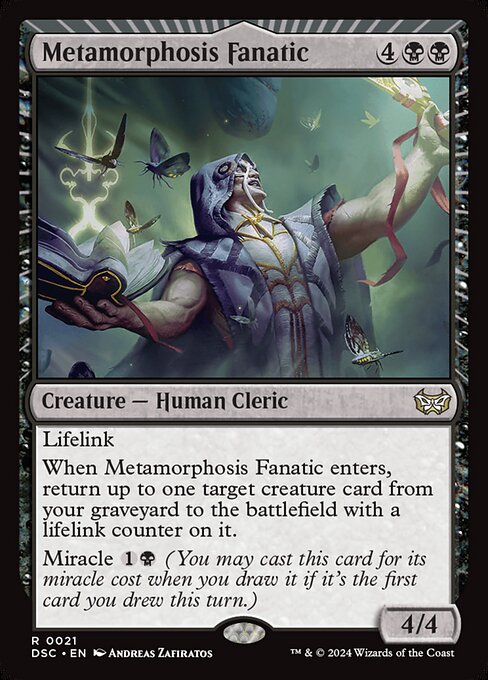 Metamorphosis Fanatic 4
Creature — Human Cleric
Lifelink
When Metamorphosis Fanatic enters,
return up to one target creature card from
your graveyard to the battlefield with a
lifelink counter on it.
Miracle 1 (You may cast this card for its
miracle cost when you draw it if it's the first
card you drew this turn.)
4/4
R 0021
DSC • EN Andreas Zafiratos
™ & © 2024 Wizards of the Coast